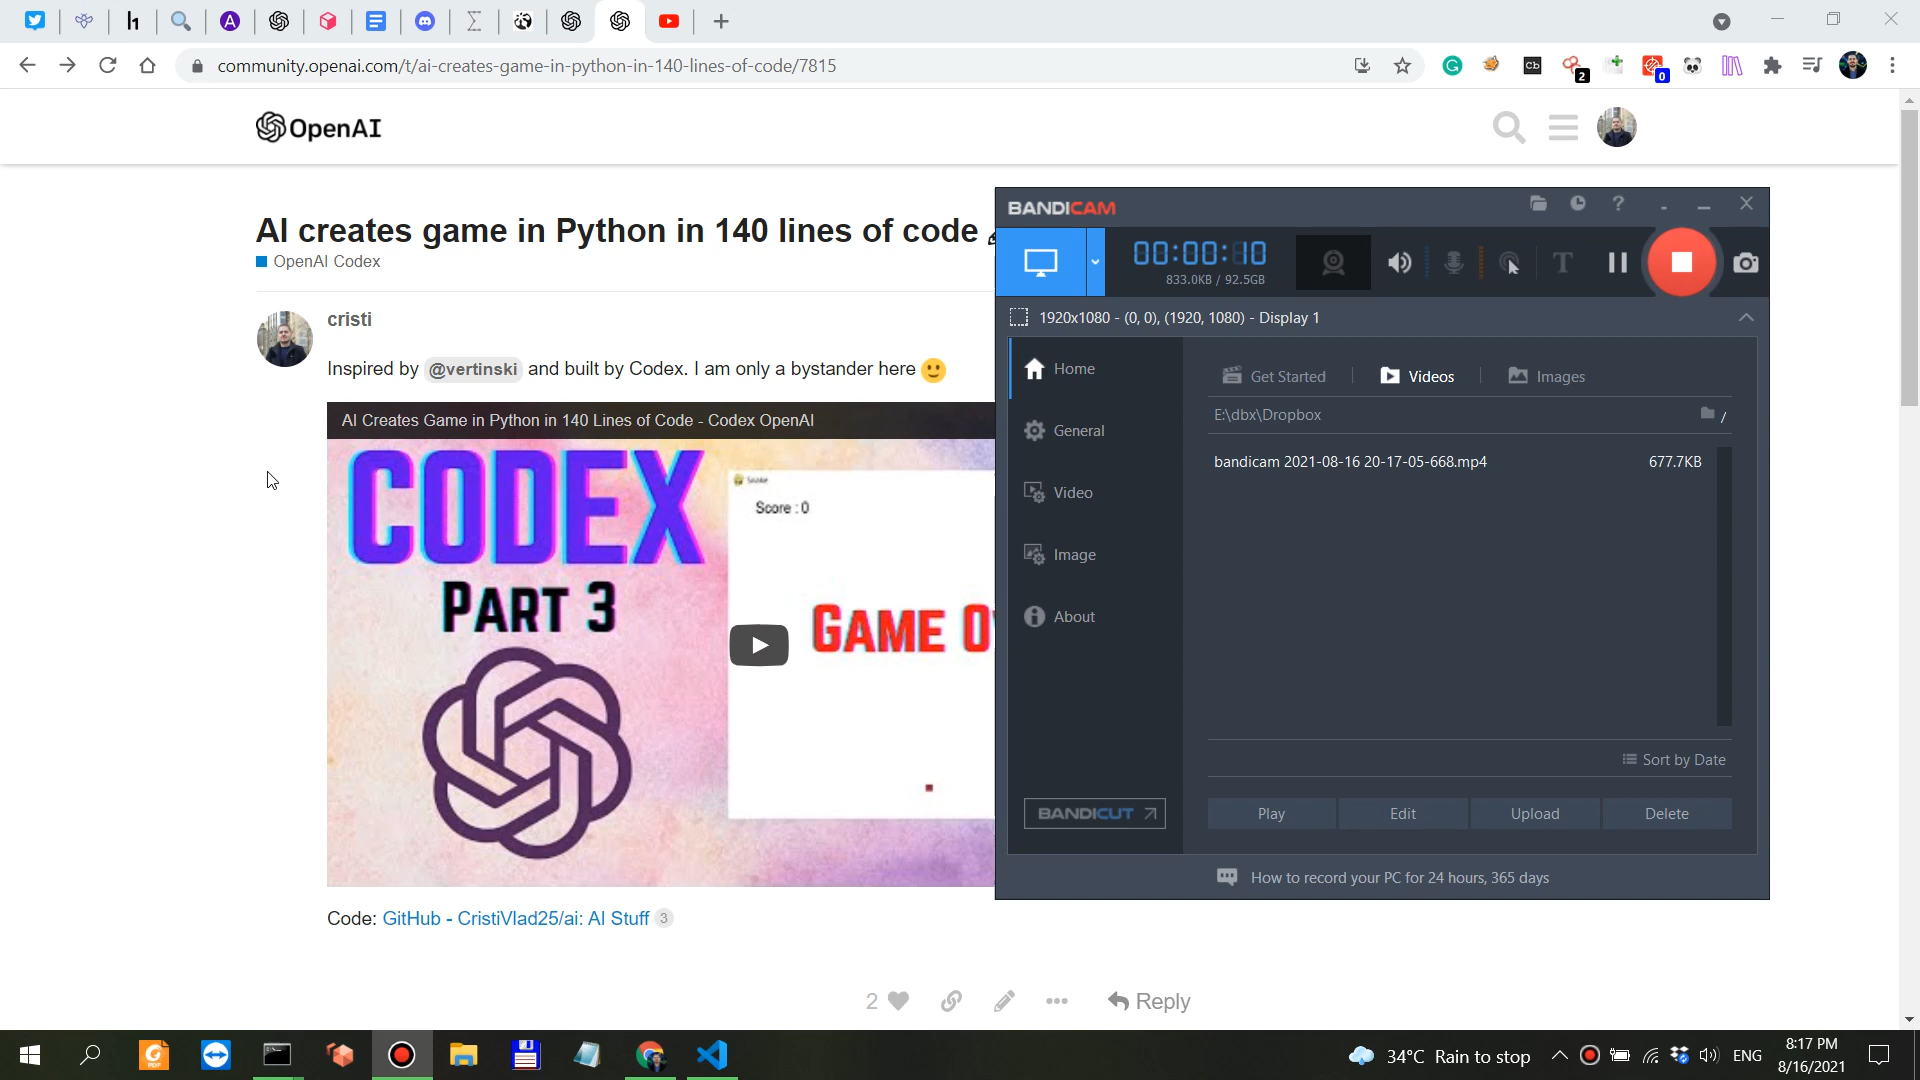 community.openai.com/t/ai-creates-game-in-python-in-140-lines-of-code/7815
2
0
OpenAI
AI creates game in Python in 140 lines of code
OpenAI Codex
cristi
Inspired by @vertinski and built by Codex. I am only a bystander here
AI Creates Game in Python in 140 Lines of Code - Codex OpenAI
CODEX
PART 3
Snake
Score : 0
GAME O
Code: GitHub - CristiVlad25/ai: AI Stuff 3
2
Reply
BANDICAM
00:00:10
833.0KB / 92.5GB
1920x1080 - (0, 0), (1920, 1080) - Display 1
Home
General
Video
Image
About
BANDICUT
Get Started
Videos
Images
E:\dbx\Dropbox
bandicam 2021-08-16 20-17-05-668.mp4 677.7KB
Sort by Date
Play Edit Upload Delete
How to record your PC for 24 hours, 365 days
34°C Rain to stop
ENG
8:17 PM
8/16/2021